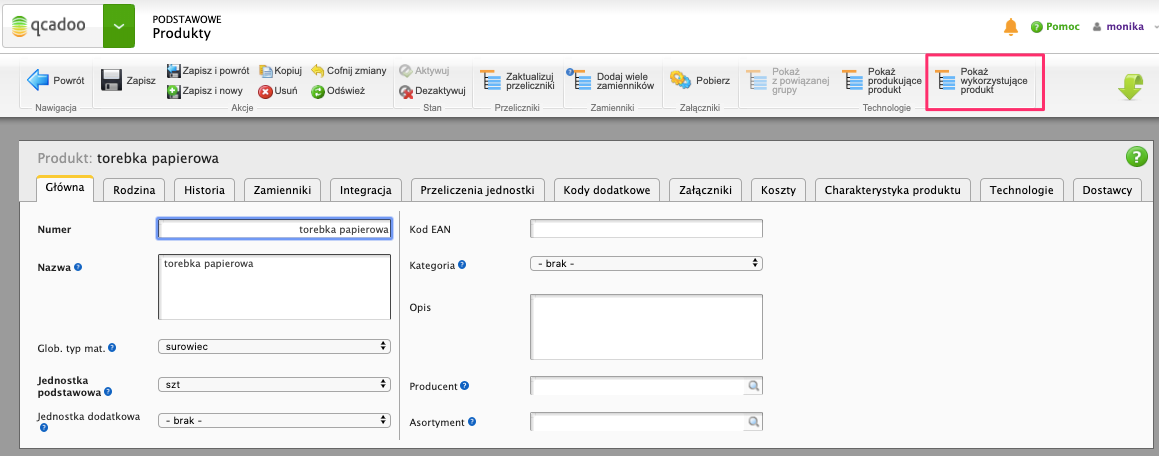 qcadoo
PODSTAWOWE
Produkty
Pomoc
monika
Powrót
Nawigacja
Zapisz
Zapisz i powrót
Zapisz i nowy
Kopiuj
Usuń
Cofnij zmiany
Odśwież
Akcje
Aktywuj
Dezaktywuj
Stan
Zaktualizuj
przeliczniki
Przeliczniki
Dodaj wiele
zamienników
Zamienniki
Pobierz
Załączniki
Pokaż
z powiązanej
grupy
Pokaż
produkujące
produkt
Pokaż
wykorzystujące
produkt
Technologie
Produkt: torebka papierowa
Główna
Rodzina
Historia
Zamienniki
Integracja
Przeliczenia jednostki
Kody dodatkowe
Załączniki
Koszty
Charakterystyka produktu
Technologie
Dostawcy
Numer
torebka papierowa
Nazwa
torebka papierowa
Glob. typ mat.
surowiec
Jednostka
podstawowa
szt
Jednostka dodatkowa
- brak -
Kod EAN
Kategoria
- brak -
Opis
Producent
Asortyment